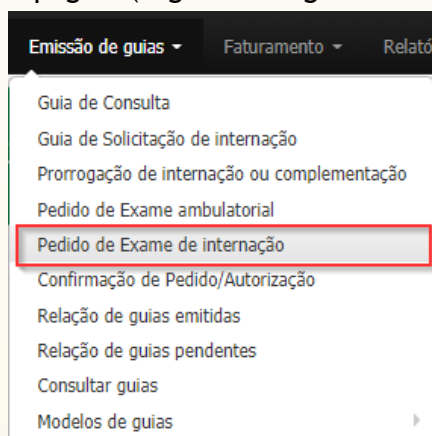 Emissão de guias Faturamento Relató
Guia de Consulta
Guia de Solicitação de internação
Prorrogação de internação ou complementação
Pedido de Exame ambulatorial
Pedido de Exame de internação
Confirmação de Pedido/Autorização
Relação de guias emitidas
Relação de guias pendentes
Consultar guias
Modelos de guias